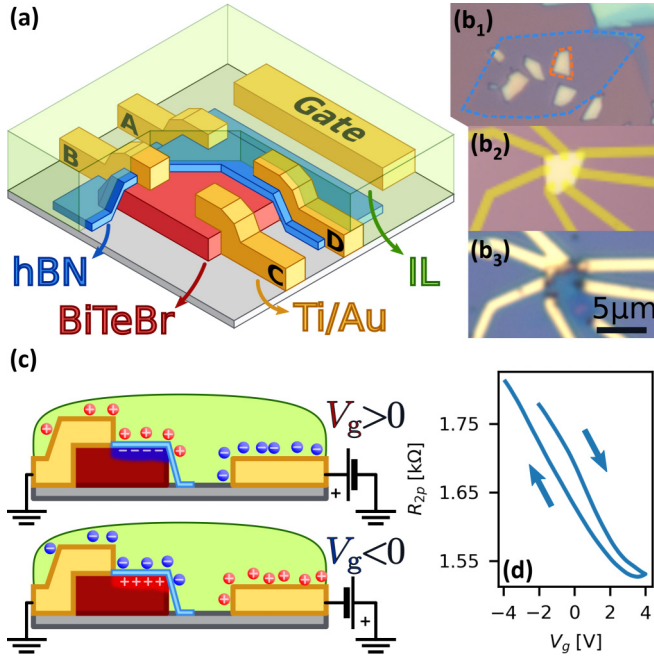 (a)
A
B
Gate
D
C
hBN
BiTeBr
Ti/Au
IL
(b1)
(b2)
(b3)
5μm
(c)
Vg>0
+
Vg<0
+
(d)
R2p [kΩ]
1.75
1.65
1.55
−4 −2 0 2 4
Vg [V]